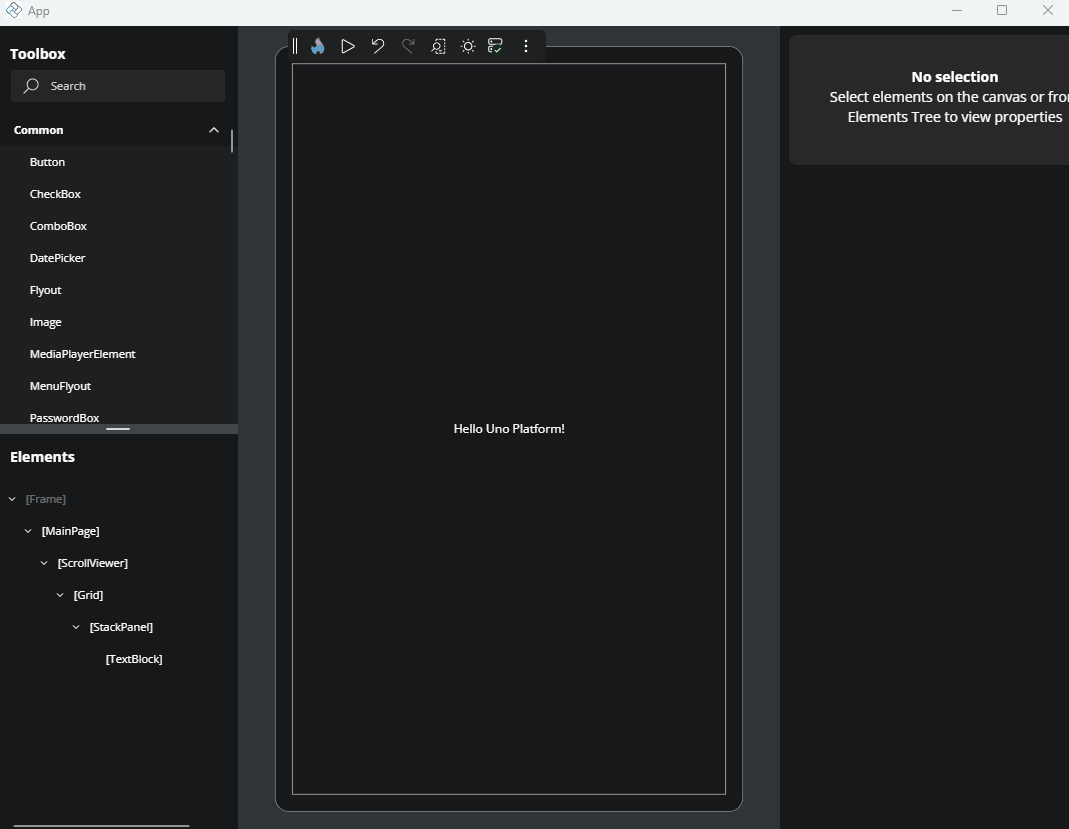 App
Toolbox
Search
Common
Button
CheckBox
ComboBox
DatePicker
Flyout
Image
MediaPlayerElement
MenuFlyout
PasswordBox
Elements
[Frame]
[MainPage]
[ScrollViewer]
[Grid]
[StackPanel]
[TextBlock]
Hello Uno Platform!
No selection
Select elements on the canvas or fro
Elements Tree to view properties